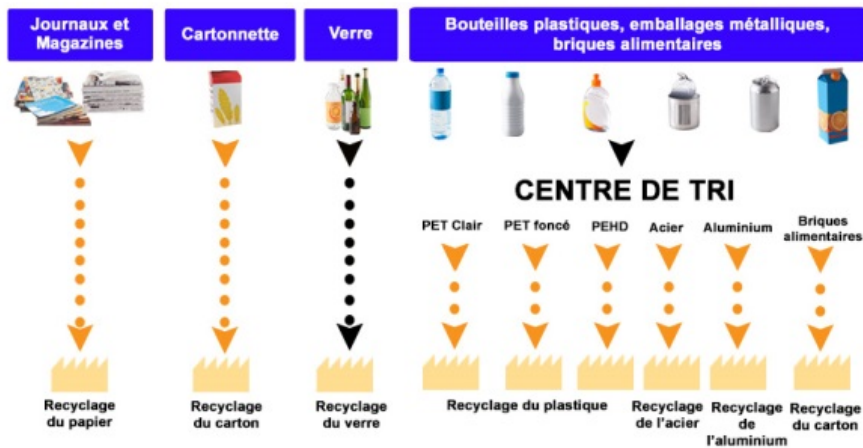 Journaux et
Magazines
Cartonnette
Verre
Bouteilles plastiques, emballages métalliques,
briques alimentaires
CENTRE DE TRI
PET Clair
PET foncé
PEHD
Acier
Aluminium
Briques
alimentaires
Recyclage
du papier
Recyclage
du carton
Recyclage
du verre
Recyclage du plastique
Recyclage
de l'acier
Recyclage
de
l'aluminium
Recyclage
du carton